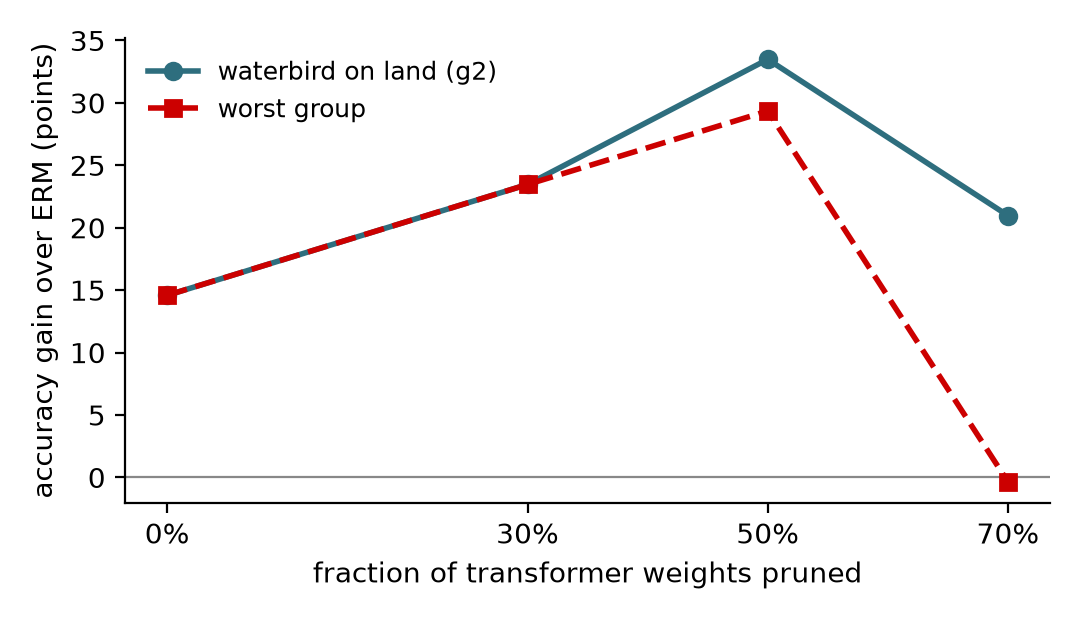 accuracy gain over ERM (points)
35
30
25
20
15
10
5
0
waterbird on land (g2)
worst group
0% 30% 50% 70%
fraction of transformer weights pruned